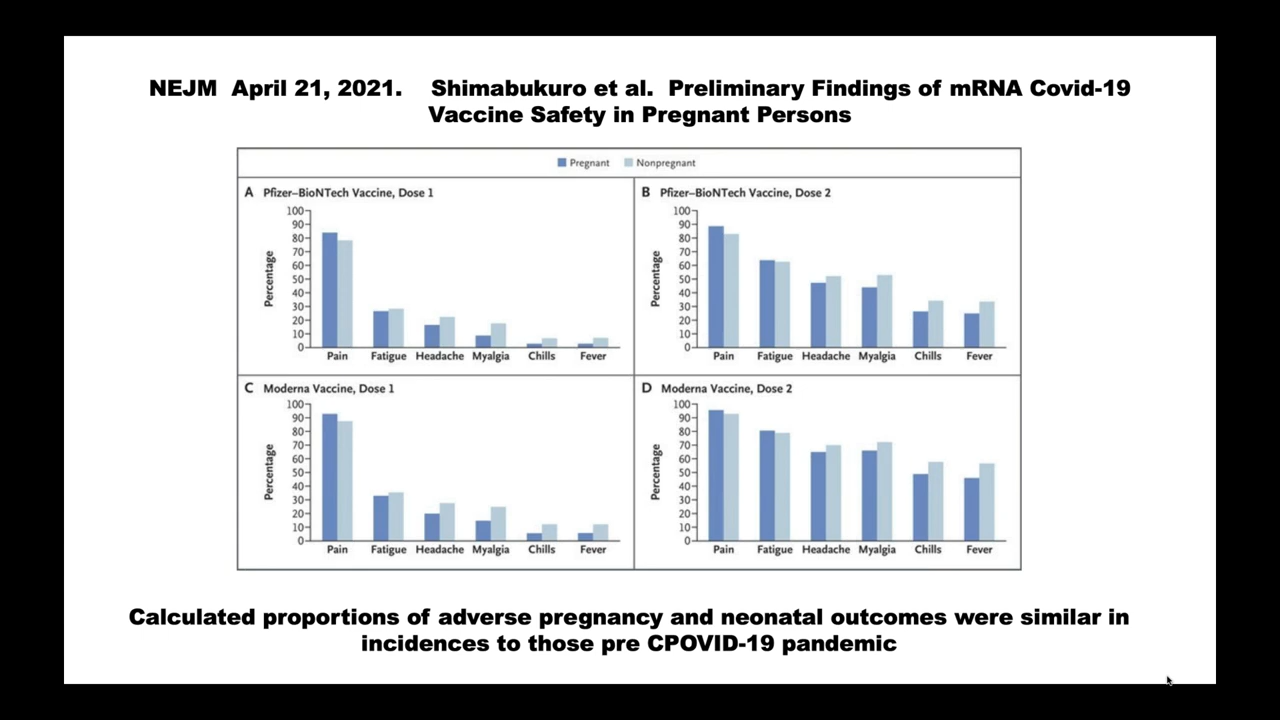 NEJM April 21, 2021. Shimabukuro et al. Preliminary Findings of mRNA Covid-19
Vaccine Safety in Pregnant Persons
Pregnant Nonpregnant
A Pfizer–BioNTech Vaccine, Dose 1
100
90
80
70
60
50
40
30
20
10
0
Percentage
Pain Fatigue Headache Myalgia Chills Fever
B Pfizer–BioNTech Vaccine, Dose 2
100
90
80
70
60
50
40
30
20
10
0
Percentage
Pain Fatigue Headache Myalgia Chills Fever
C Moderna Vaccine, Dose 1
100
90
80
70
60
50
40
30
20
10
0
Percentage
Pain Fatigue Headache Myalgia Chills Fever
D Moderna Vaccine, Dose 2
100
90
80
70
60
50
40
30
20
10
0
Percentage
Pain Fatigue Headache Myalgia Chills Fever
Calculated proportions of adverse pregnancy and neonatal outcomes were similar in
incidences to those pre CPOVID-19 pandemic